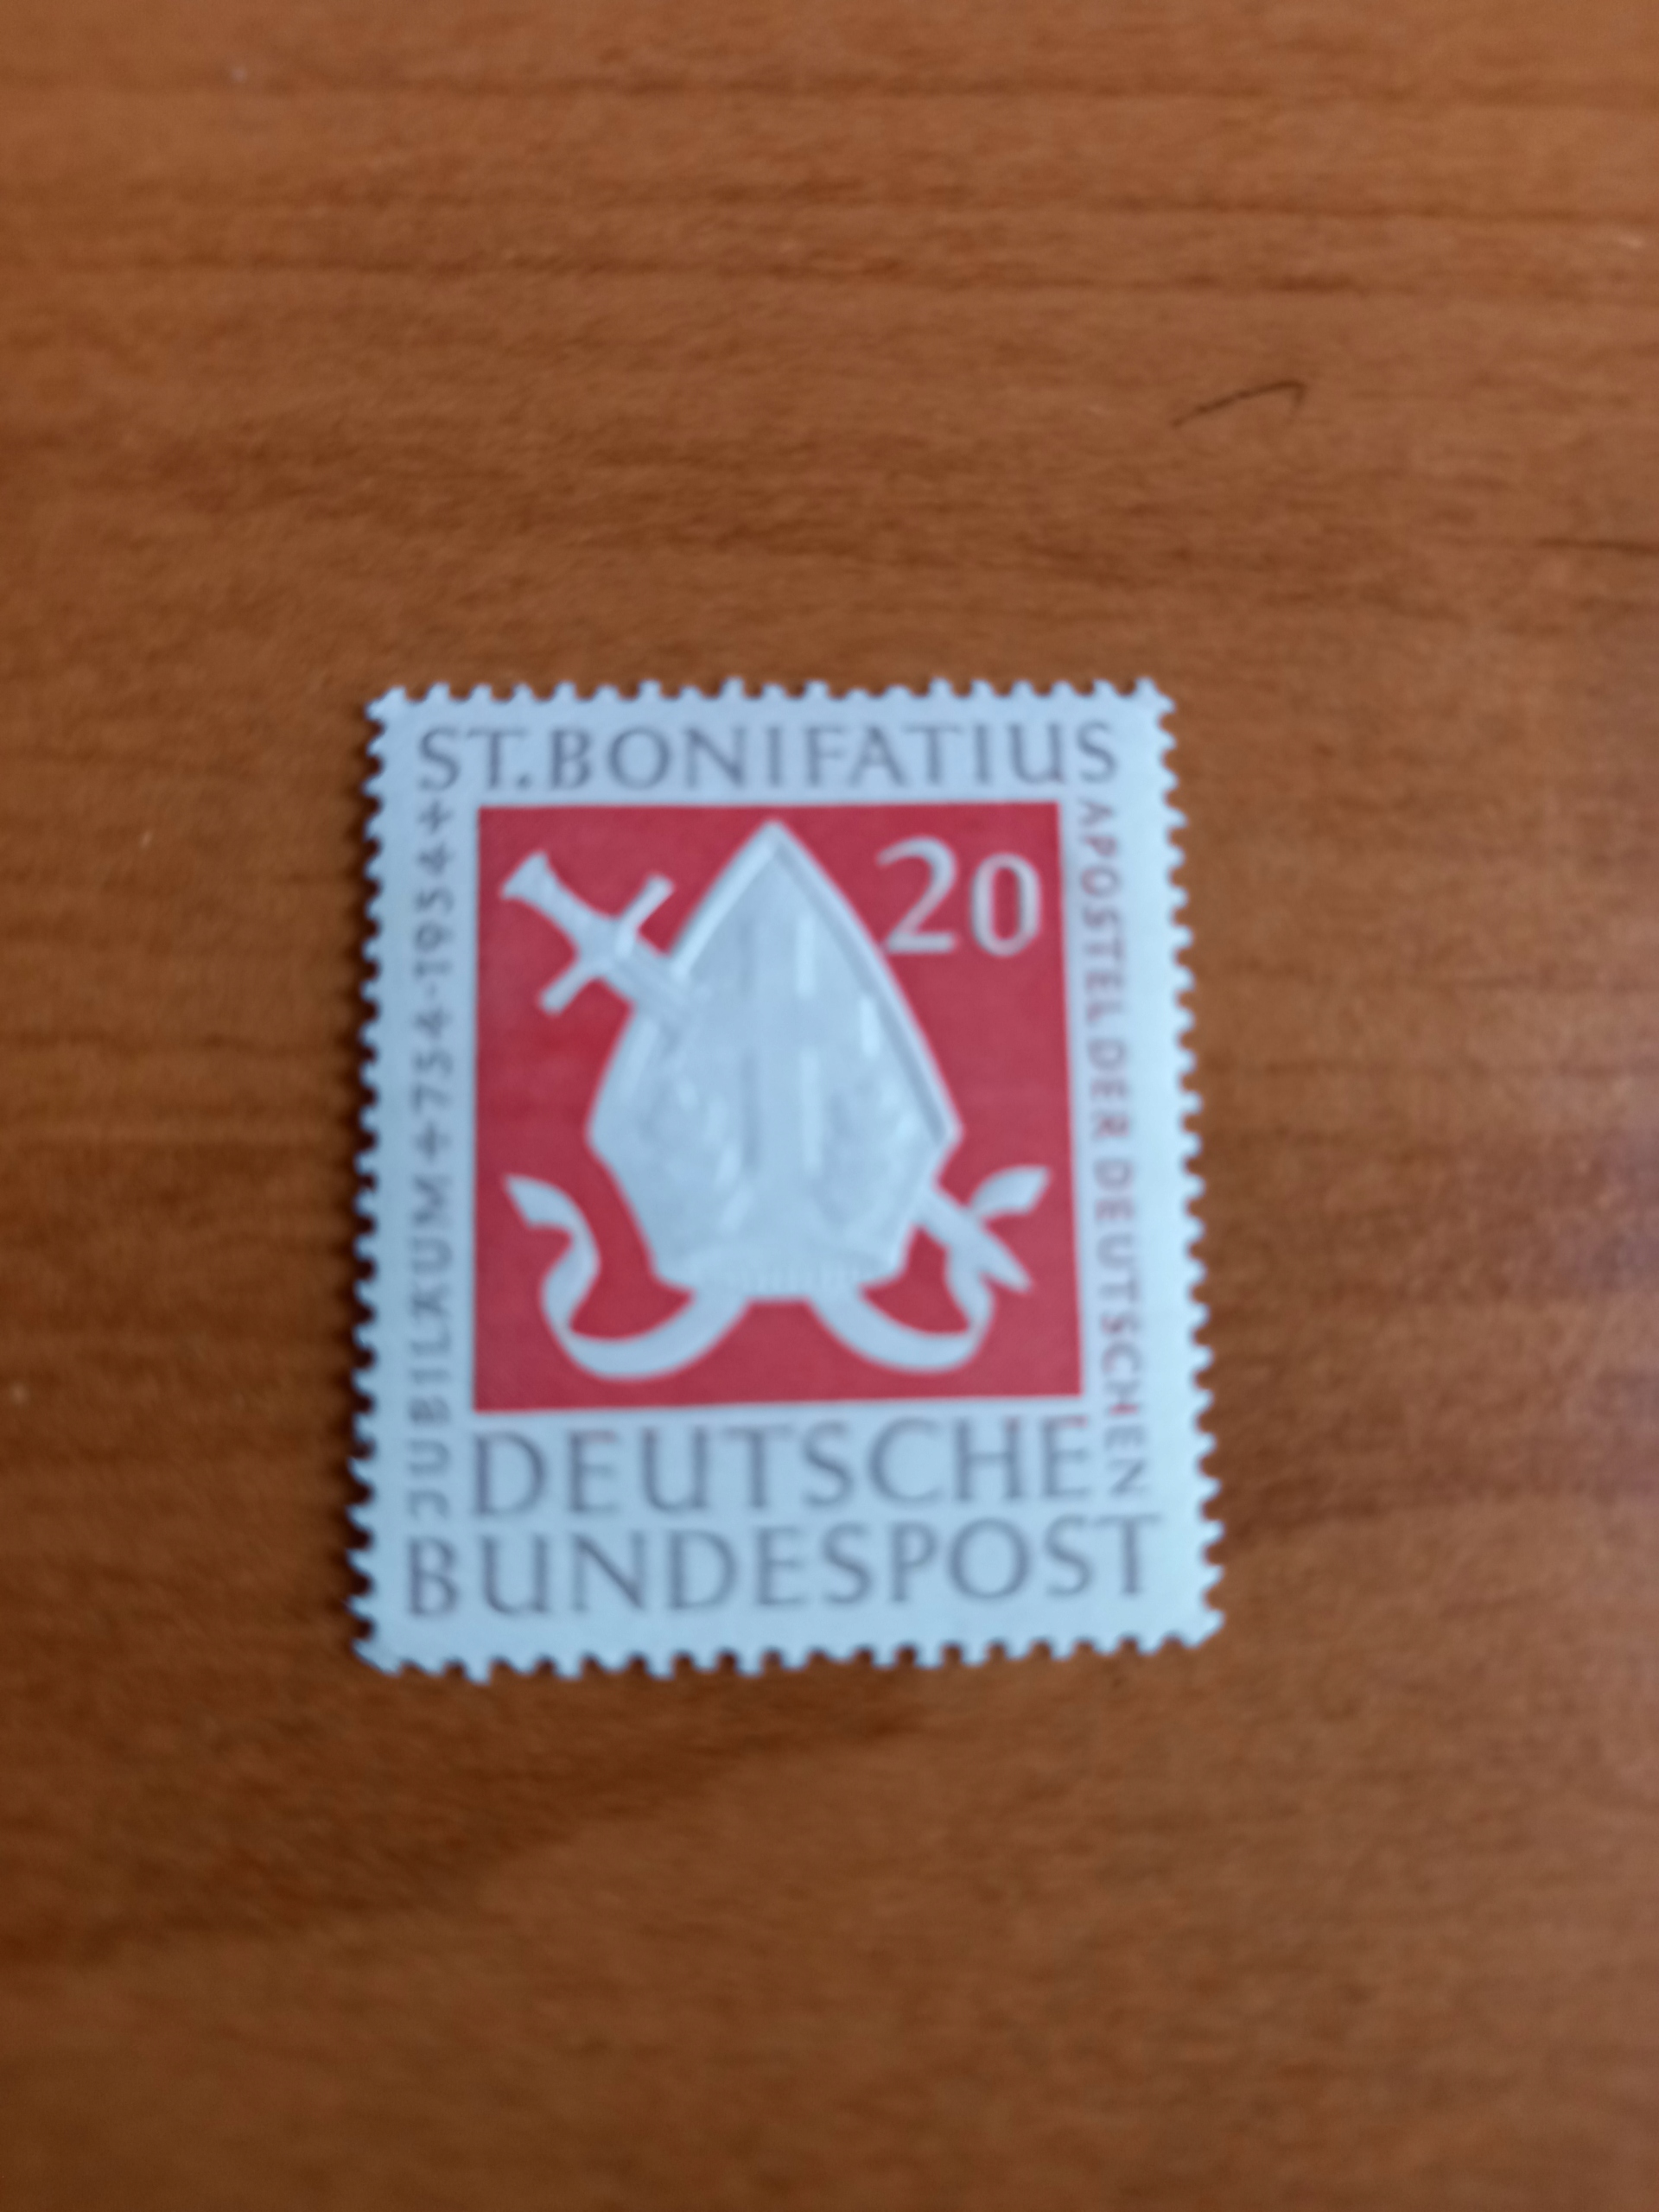 ST. BONIFATIUS
JUBILÄUM + 754-1954 +
20
APOSTEL DER DEUTSCHEN
DEUTSCHE
BUNDESPOST